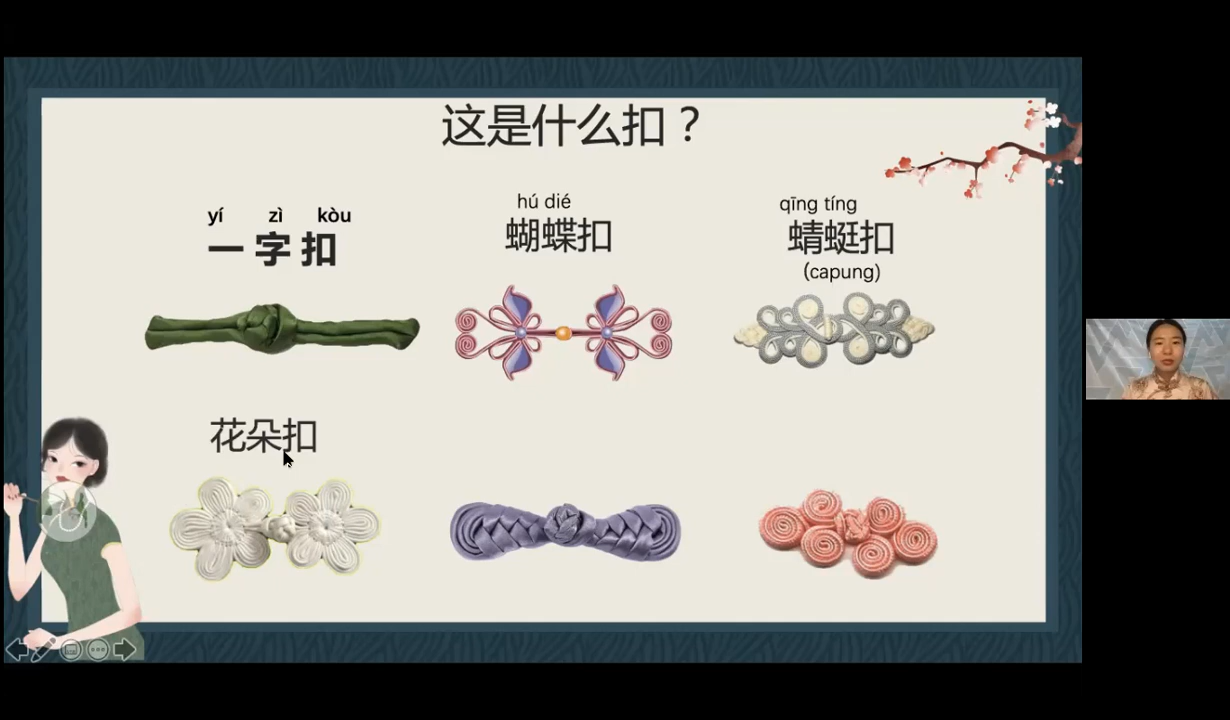 这是什么扣？
yí zì kòu
一字扣
hú dié
蝴蝶扣
qīng tíng
蜻蜓扣
(capung)
花朵扣